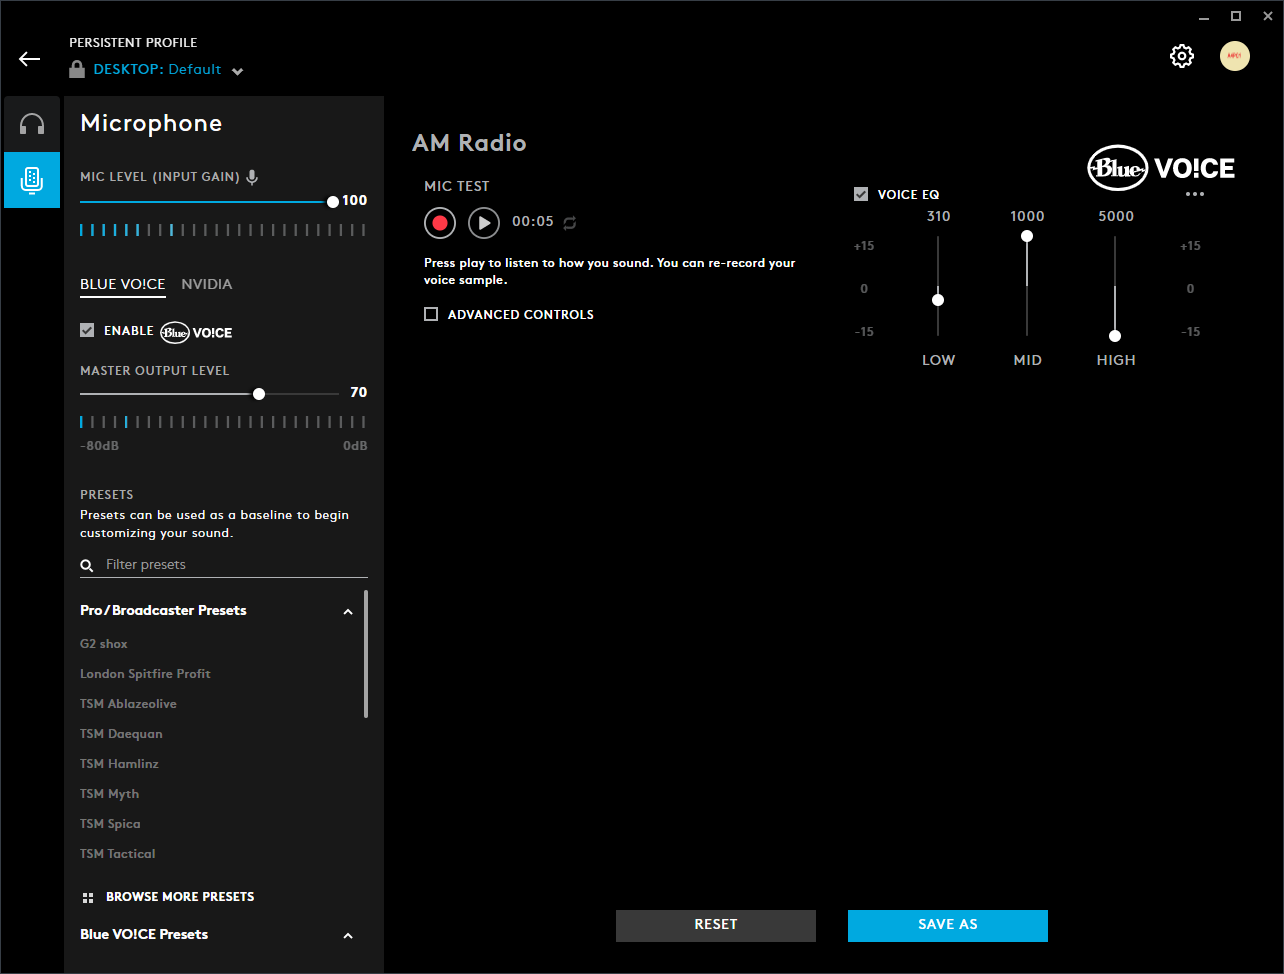 PERSISTENT PROFILE
DESKTOP: Default
Microphone
MIC LEVEL (INPUT GAIN)
100
BLUE VO!CE NVIDIA
ENABLE Blue VO!CE
MASTER OUTPUT LEVEL
70
-80dB 0dB
PRESETS
Presets can be used as a baseline to begin
customizing your sound.
Filter presets
Pro/Broadcaster Presets
G2 shox
London Spitfire Profit
TSM Ablazeolive
TSM Daequan
TSM Hamlinz
TSM Myth
TSM Spica
TSM Tactical
BROWSE MORE PRESETS
Blue VO!CE Presets
AM Radio
MIC TEST
00:05
Press play to listen to how you sound. You can re-record your
voice sample.
ADVANCED CONTROLS
Blue VO!CE
VOICE EQ
310 1000 5000
+15 +15
0 0
-15 -15
LOW MID HIGH
RESET SAVE AS